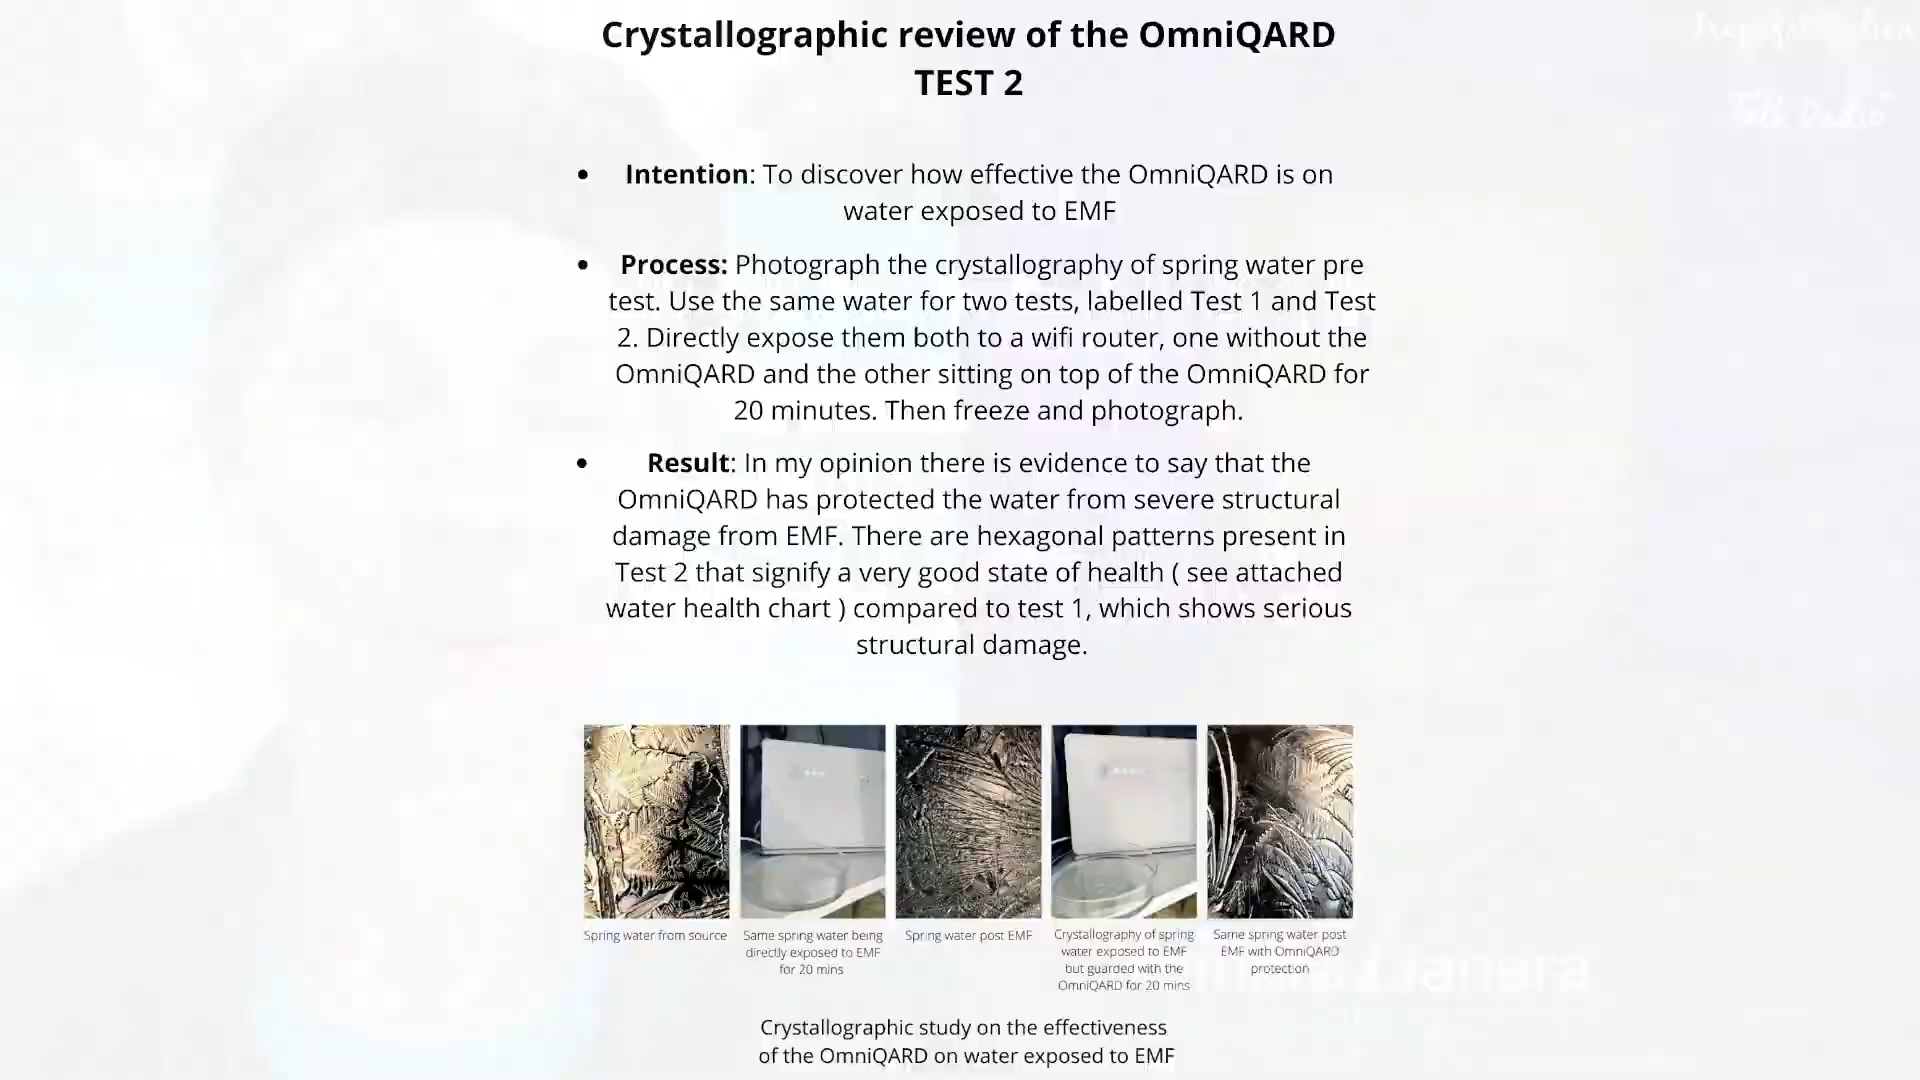 Crystallographic review of the OmniQARD
TEST 2
Talk Radio
• Intention: To discover how effective the OmniQARD is on
water exposed to EMF
• Process: Photograph the crystallography of spring water pre
test. Use the same water for two tests, labelled Test 1 and Test
2. Directly expose them both to a wifi router, one without the
OmniQARD and the other sitting on top of the OmniQARD for
20 minutes. Then freeze and photograph.
• Result: In my opinion there is evidence to say that the
OmniQARD has protected the water from severe structural
damage from EMF. There are hexagonal patterns present in
Test 2 that signify a very good state of health ( see attached
water health chart ) compared to test 1, which shows serious
structural damage.
Spring water from source
Same spring water being
directly exposed to EMF
for 20 mins
Spring water post EMF
Crystallography of spring
water exposed to EMF
but guarded with the
OmniQARD for 20 mins
Same spring water post
EMF with OmniQARD
protection
Crystallographic study on the effectiveness
of the OmniQARD on water exposed to EMF